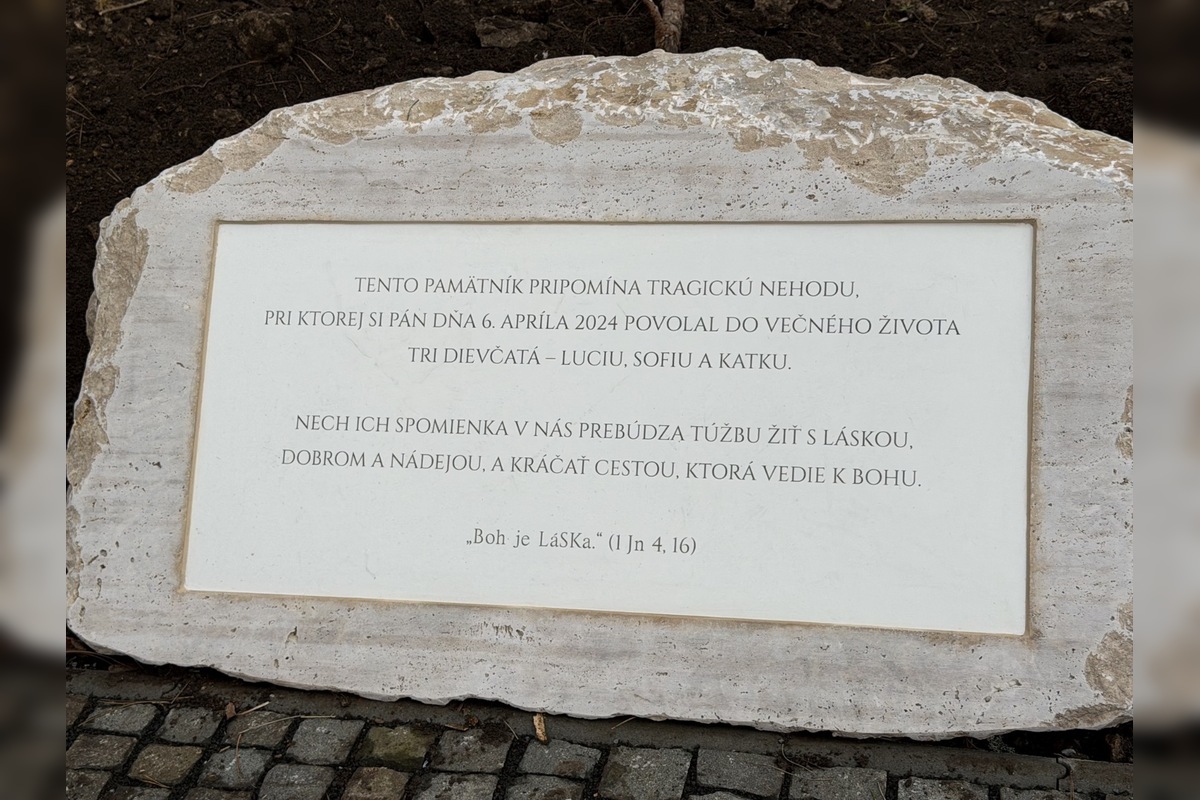 TENTO PAMÄTNÍK PRIPOMÍNA TRAGICKÚ NEHODU,
PRI KTOREJ SI PÁN DŇA 6. APRÍLA 2024 POVOLAL DO VEČNÉHO ŽIVOTA
TRI DIEVČATÁ – LUCIU, SOFIU A KATKU.
NECH ICH SPOMIENKA V NÁS PREBÚDZA TÚŽBU ŽIŤ S LÁSKOU,
DOBROM A NÁDEJOU, A KRÁČAŤ CESTOU, KTORÁ VEDIE K BOHU.
„Boh je LáSKa.“ (1 Jn 4, 16)